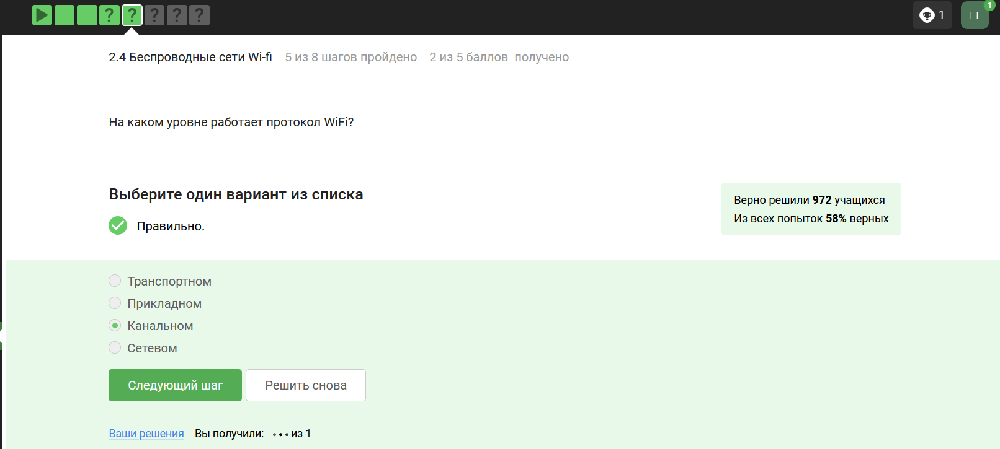 ? ? ? ? ?
1
ГТ
1
2.4 Беспроводные сети Wi-fi 5 из 8 шагов пройдено 2 из 5 баллов получено
На каком уровне работает протокол WiFi?
Выберите один вариант из списка
Правильно.
Верно решили 972 учащихся
Из всех попыток 58% верных
Транспортном
Прикладном
Канальном
Сетевом
Следующий шаг
Решить снова
Ваши решения Вы получили: ••• из 1